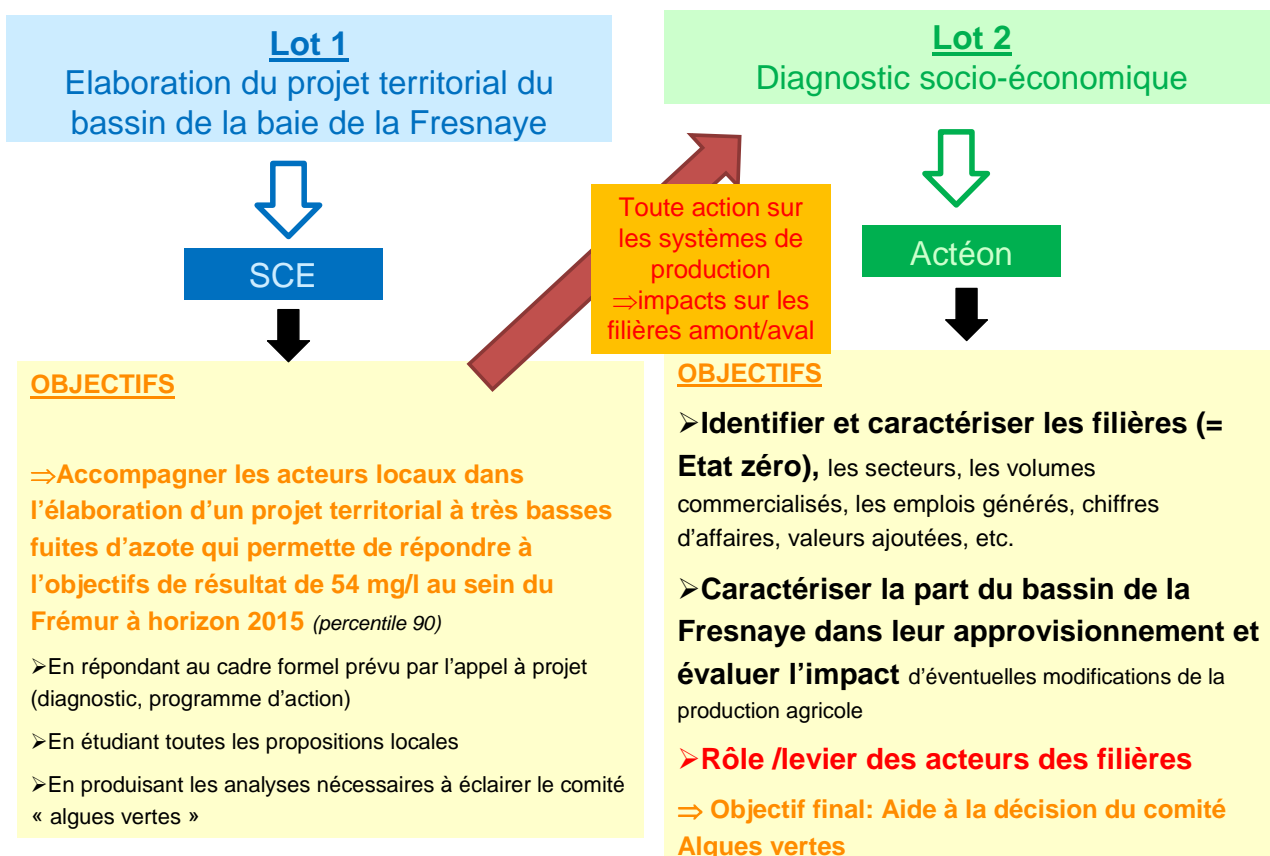 Lot 1
Elaboration du projet territorial du
bassin de la baie de la Fresnaye
SCE
OBJECTIFS
⇒Accompagner les acteurs locaux dans
l'élaboration d'un projet territorial à très basses
fuites d'azote qui permette de répondre à
l'objectifs de résultat de 54 mg/l au sein du
Frémur à horizon 2015 (percentile 90)
➢En répondant au cadre formel prévu par l'appel à projet
(diagnostic, programme d'action)
➢En étudiant toutes les propositions locales
➢En produisant les analyses nécessaires à éclairer le comité
« algues vertes »
Toute action sur
les systèmes de
production
⇒impacts sur les
filières amont/aval
Lot 2
Diagnostic socio-économique
Actéon
OBJECTIFS
➢Identifier et caractériser les filières (=
Etat zéro), les secteurs, les volumes
commercialisés, les emplois générés, chiffres
d'affaires, valeurs ajoutées, etc.
➢Caractériser la part du bassin de la
Fresnaye dans leur approvisionnement et
évaluer l'impact d'éventuelles modifications de la
production agricole
➢Rôle /levier des acteurs des filières
⇒ Objectif final: Aide à la décision du comité
Algues vertes